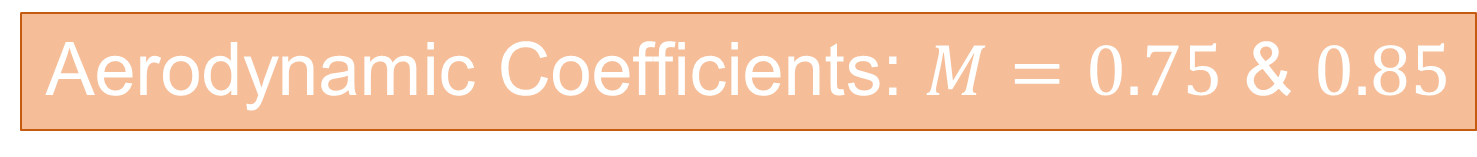 Aerodynamic Coefficients: M = 0.75 & 0.85